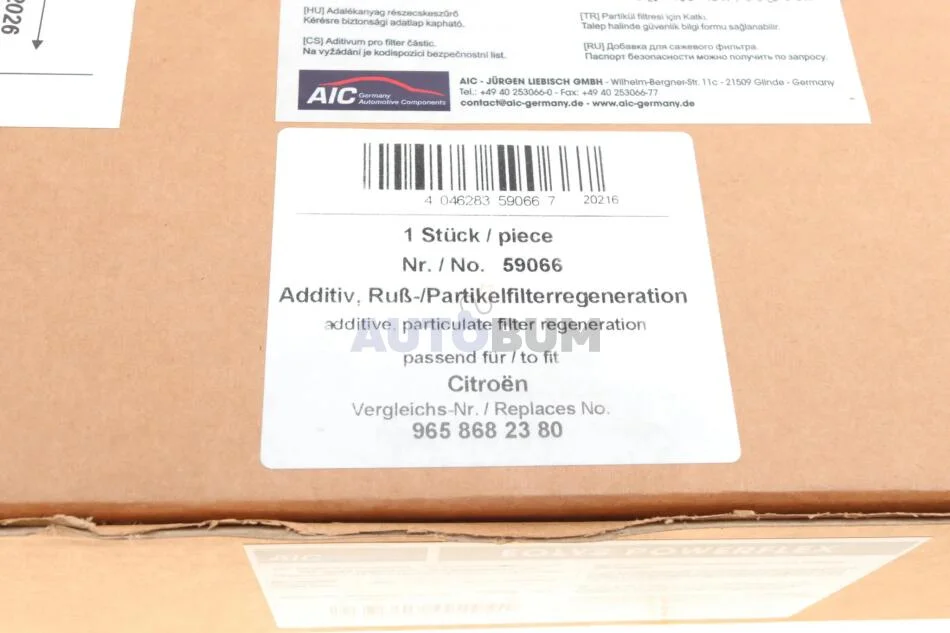 2026
[HU] Adalékanyag részecskeszűrő
Kérésre biztonsági adatlap kapható.
[CS] Aditivum pro filter částic.
Na vyžádání je kodispozici bezpečnostní list.
[TR] Partikül filtresi için Katkı.
Talep halinde güvenlik bilgi formu sağlanabilir.
[RU] Добавка для сажевого фильтра.
Паспорт безопасности можно получить по запросу.
AIC Germany
Automotive Components
AIC - JÜRGEN LIEBISCH GMBH - Wilhelm-Bergner-Str. 11c - 21509 Glinde - Germany
Tel.: +49 40 253066-0 - Fax: +49 40 253066-77
contact@aic-germany.de - www.aic-germany.de
4 046283 59066 7 20216
1 Stück / piece
Nr. / No. 59066
Additiv, Ruß-/Partikelfilterregeneration
additive, particulate filter regeneration
AUTOBUM
passend für / to fit
Citroën
Vergleichs-Nr. / Replaces No.
965 868 23 80
AIC
EOLYS POWERFLEX